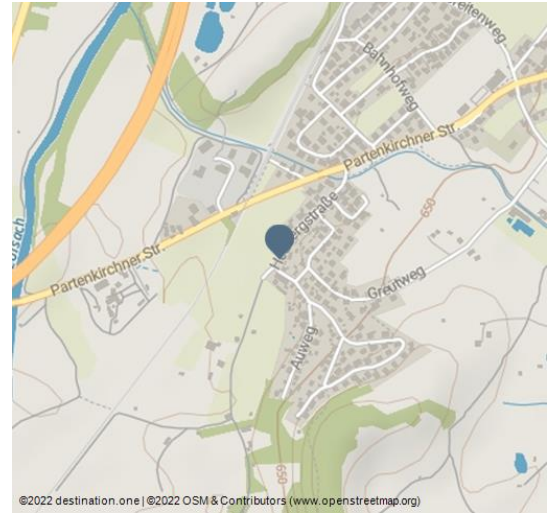 Bahnhofweg
Partenkirchner Str.
650
Partenkirchner Str.
Greutweg
Auweg
650
©2022 destination.one | ©2022 OSM & Contributors (www.openstreetmap.org)